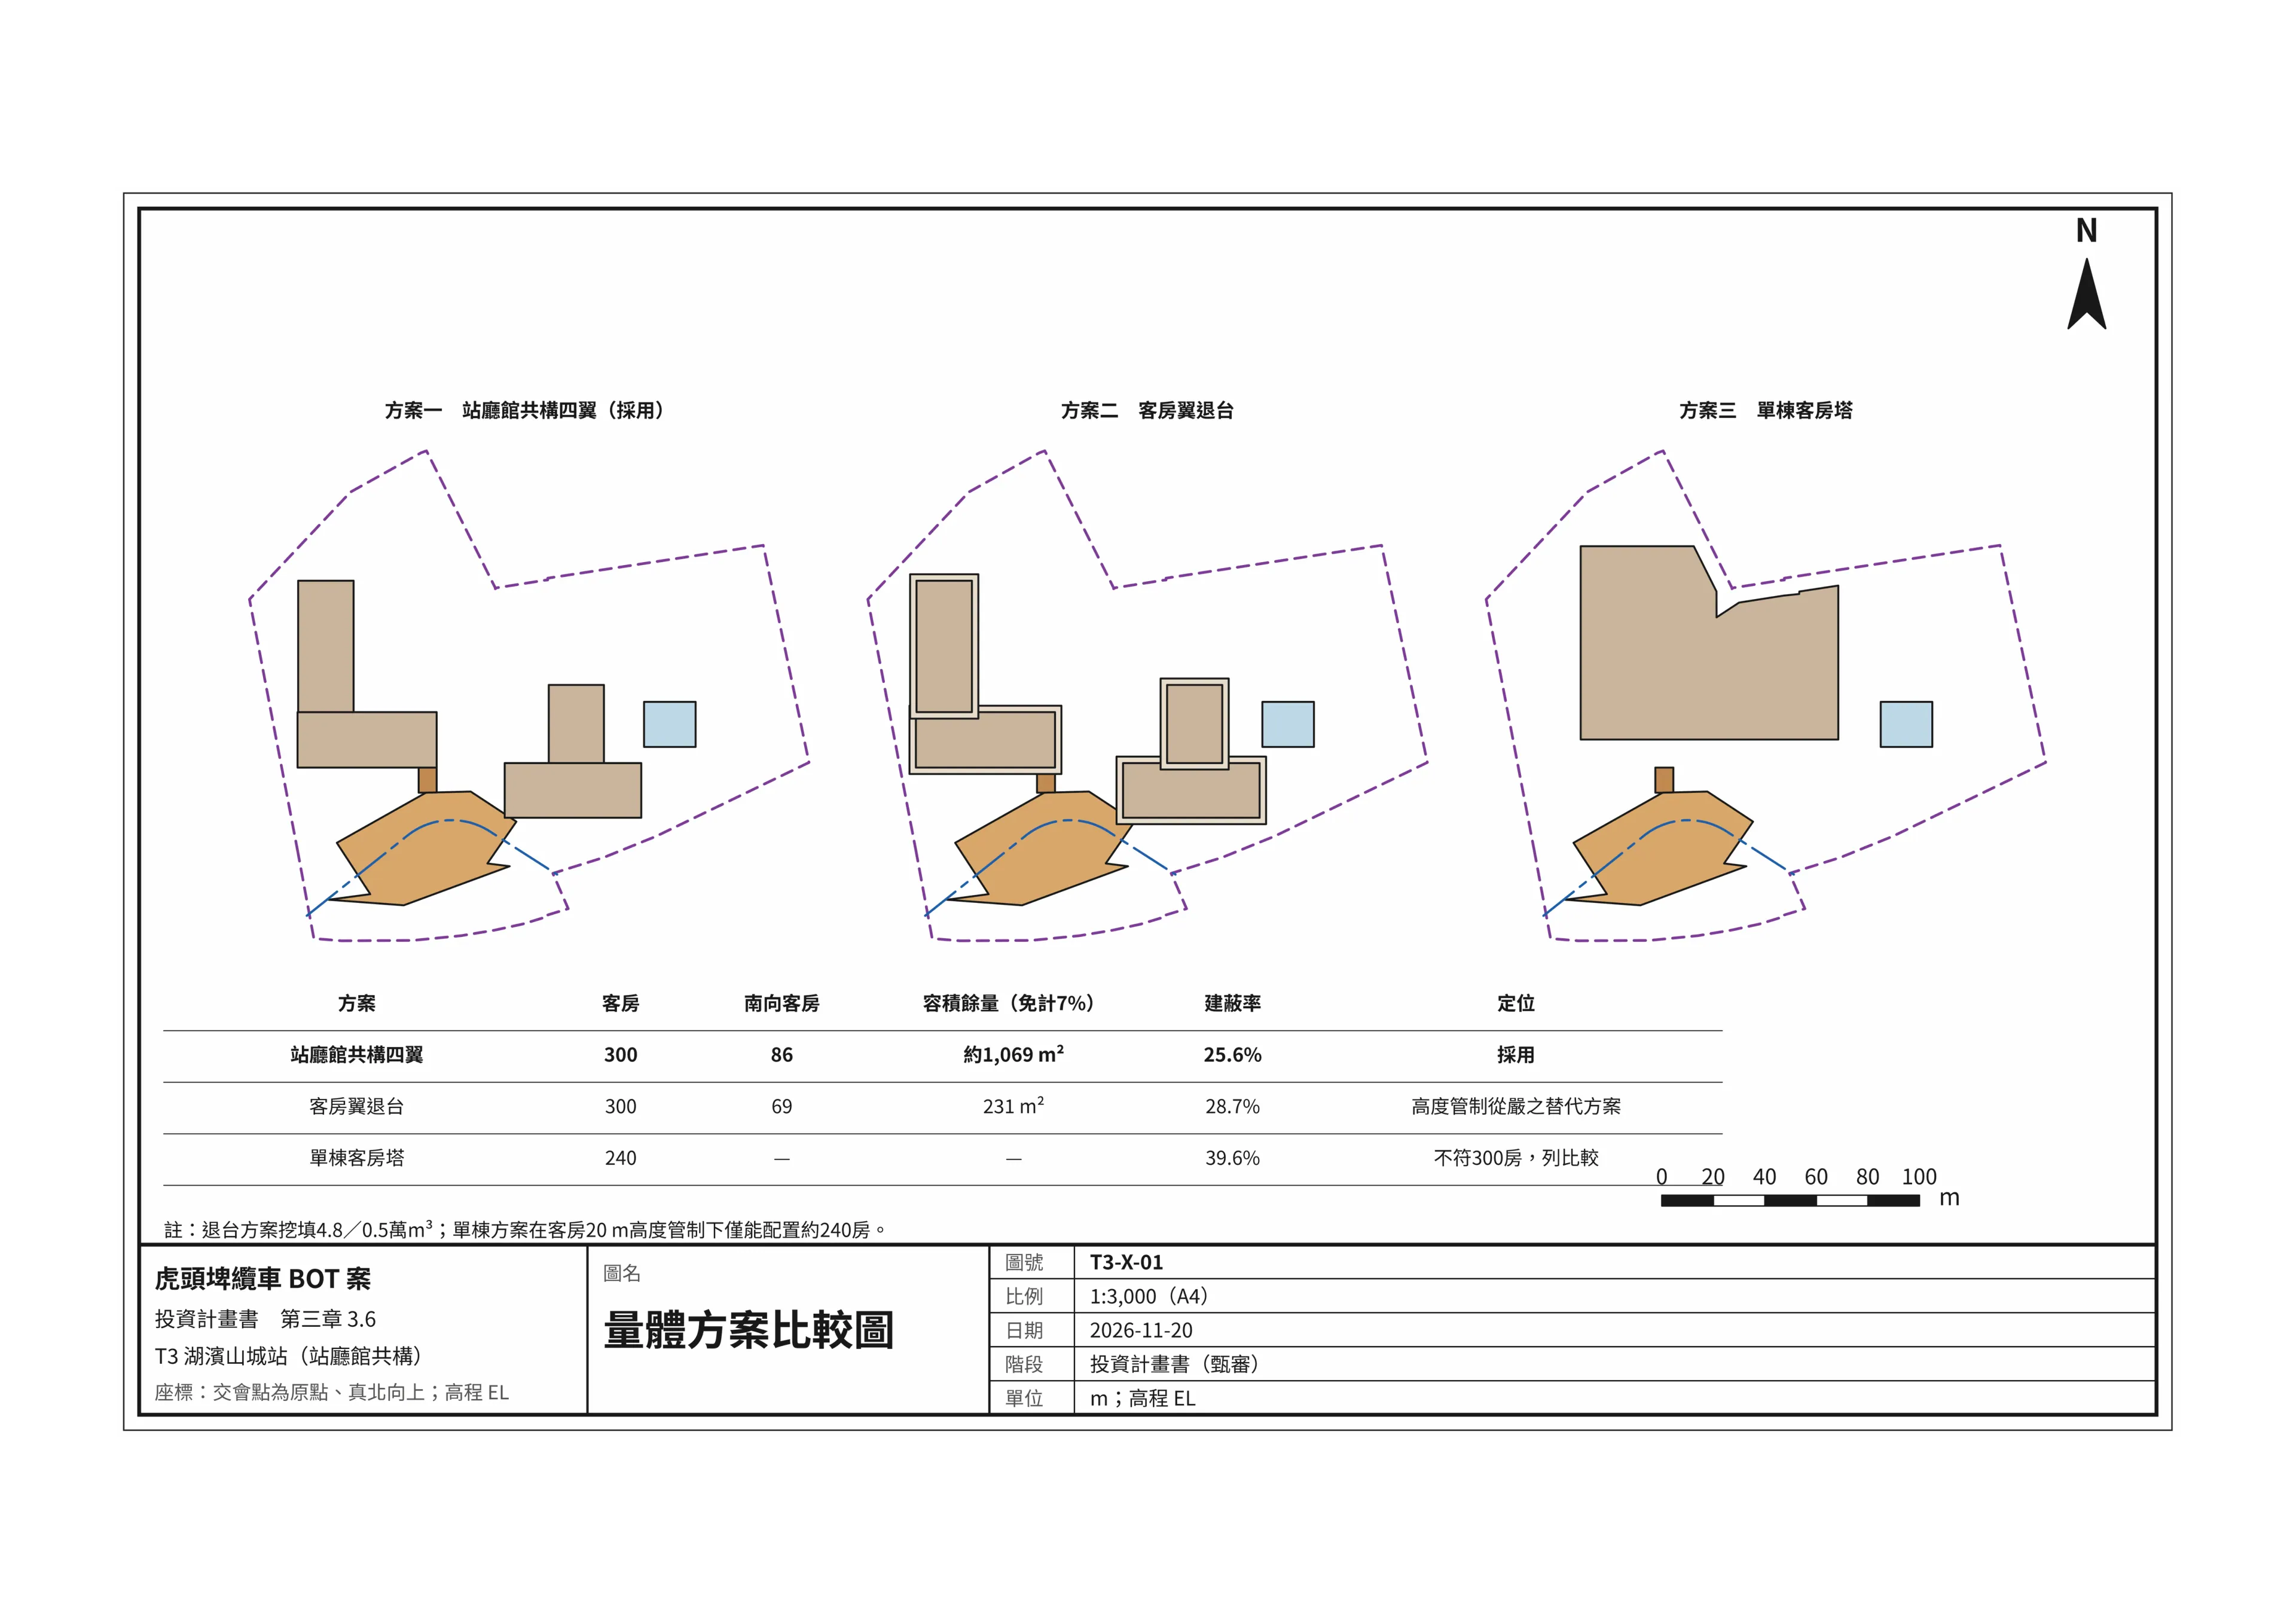 N
方案一　站廳館共構四翼（採用）
方案二　客房翼退台
方案三　單棟客房塔
方案　客房　南向客房　容積餘量（免計7%）　建蔽率　定位
站廳館共構四翼　300　86　約1,069 m²　25.6%　採用
客房翼退台　300　69　231 m²　28.7%　高度管制從嚴之替代方案
單棟客房塔　240　—　—　39.6%　不符300房，列比較
0 20 40 60 80 100
m
註：退台方案挖填4.8／0.5萬m³；單棟方案在客房20 m高度管制下僅能配置約240房。
虎頭埤纜車 BOT 案
投資計畫書　第三章 3.6
T3 湖濱山城站（站廳館共構）
座標：交會點為原點、真北向上；高程 EL
圖名
量體方案比較圖
圖號　T3-X-01
比例　1:3,000（A4）
日期　2026-11-20
階段　投資計畫書（甄審）
單位　m；高程 EL